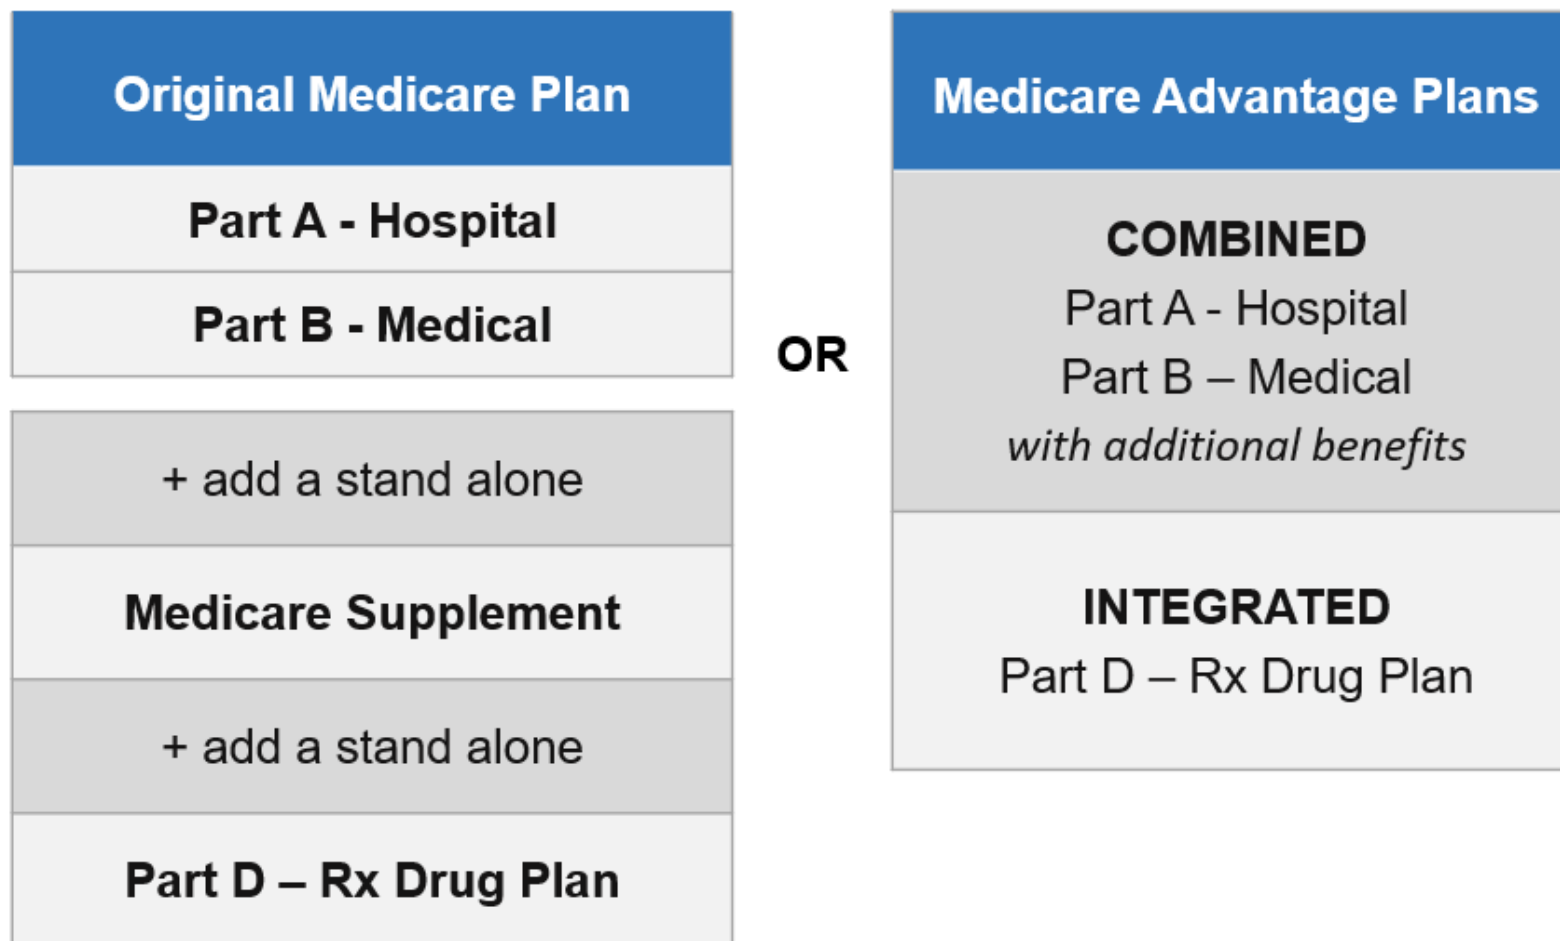 Original Medicare Plan
Part A - Hospital
Part B - Medical
+ add a stand alone
Medicare Supplement
+ add a stand alone
Part D – Rx Drug Plan
OR
Medicare Advantage Plans
COMBINED
Part A - Hospital
Part B – Medical
with additional benefits
INTEGRATED
Part D – Rx Drug Plan